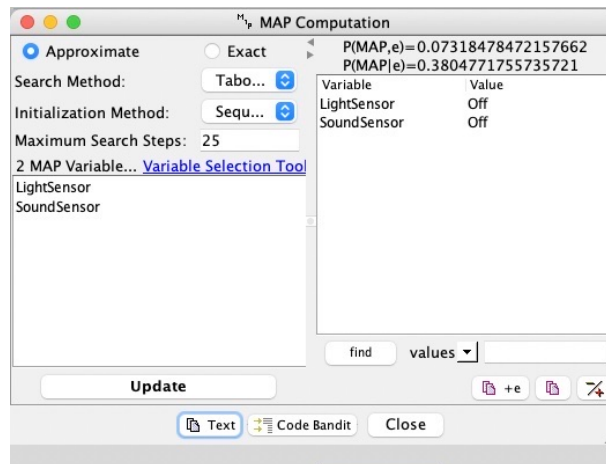 MAP Computation
Approximate Exact
Search Method: Tabo...
Initialization Method: Sequ...
Maximum Search Steps: 25
2 MAP Variable... Variable Selection Tool
LightSensor
SoundSensor
Update
P(MAP,e)=0.07318478472157662
P(MAP|e)=0.3804771755735721
Variable Value
LightSensor Off
SoundSensor Off
find values
+e
Text Code Bandit Close